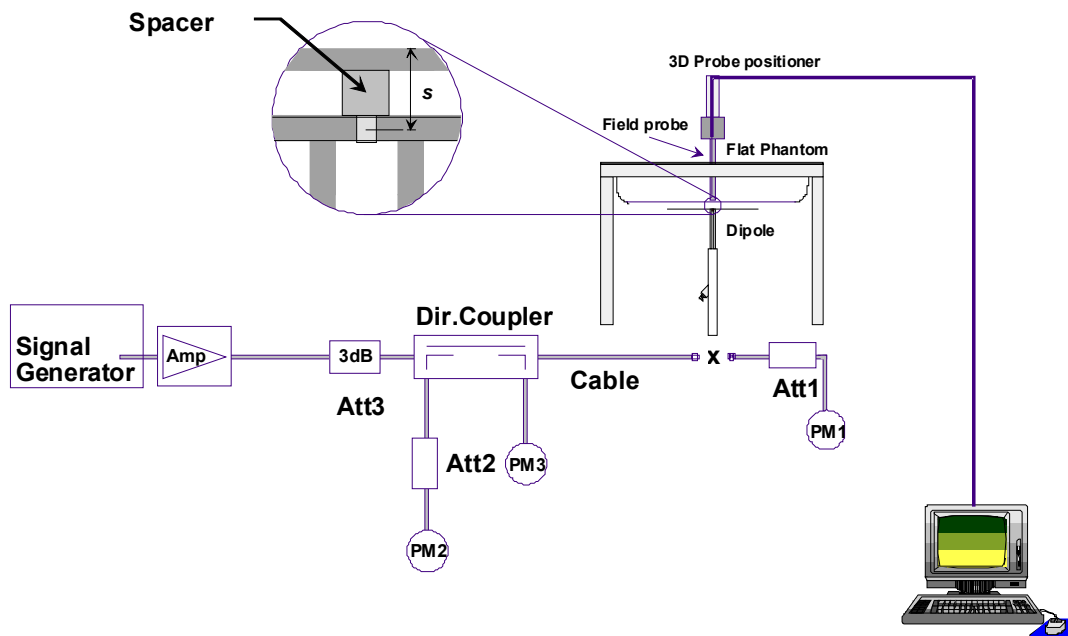 Spacer
s
3D Probe positioner
Field probe
Flat Phantom
Dipole
Dir.Coupler
Signal
Generator
Amp
3dB
Att3
Cable
x
Att1
PM1
Att2
PM3
PM2